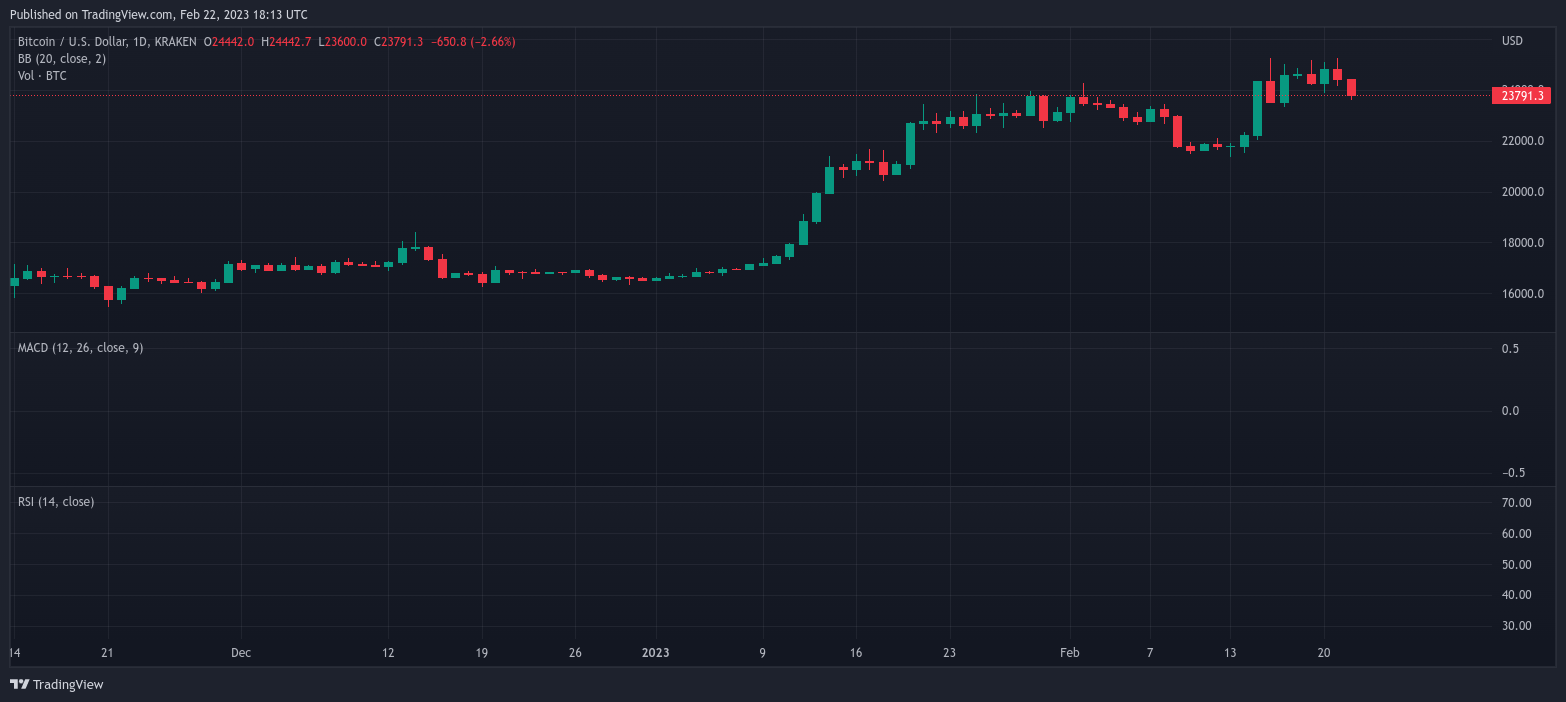 Published on TradingView.com, Feb 22, 2023 18:13 UTC
Bitcoin / U.S. Dollar, 1D, KRAKEN O24442.0 H24442.7 L23600.0 C23791.3 −650.8 (−2.66%)
USD
BB (20, close, 2)
Vol · BTC
23791.3
22000.0
20000.0
18000.0
16000.0
MACD (12, 26, close, 9)
0.5
0.0
−0.5
RSI (14, close)
70.00
60.00
50.00
40.00
30.00
14 21 Dec 12 19 26 2023 9 16 23 Feb 7 13 20
TradingView